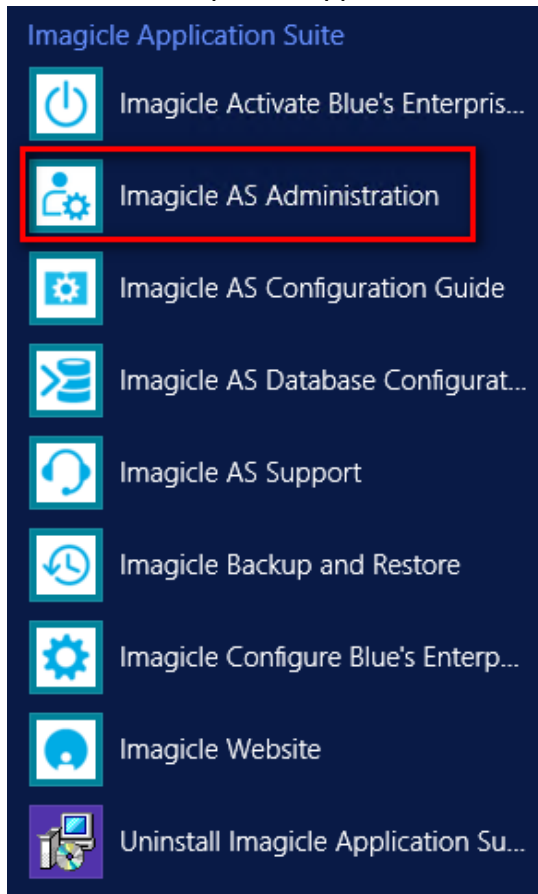 Imagicle Application Suite
Imagicle Activate Blue's Enterpris...
Imagicle AS Administration
Imagicle AS Configuration Guide
Imagicle AS Database Configurat...
Imagicle AS Support
Imagicle Backup and Restore
Imagicle Configure Blue's Enterp...
Imagicle Website
Uninstall Imagicle Application Su...